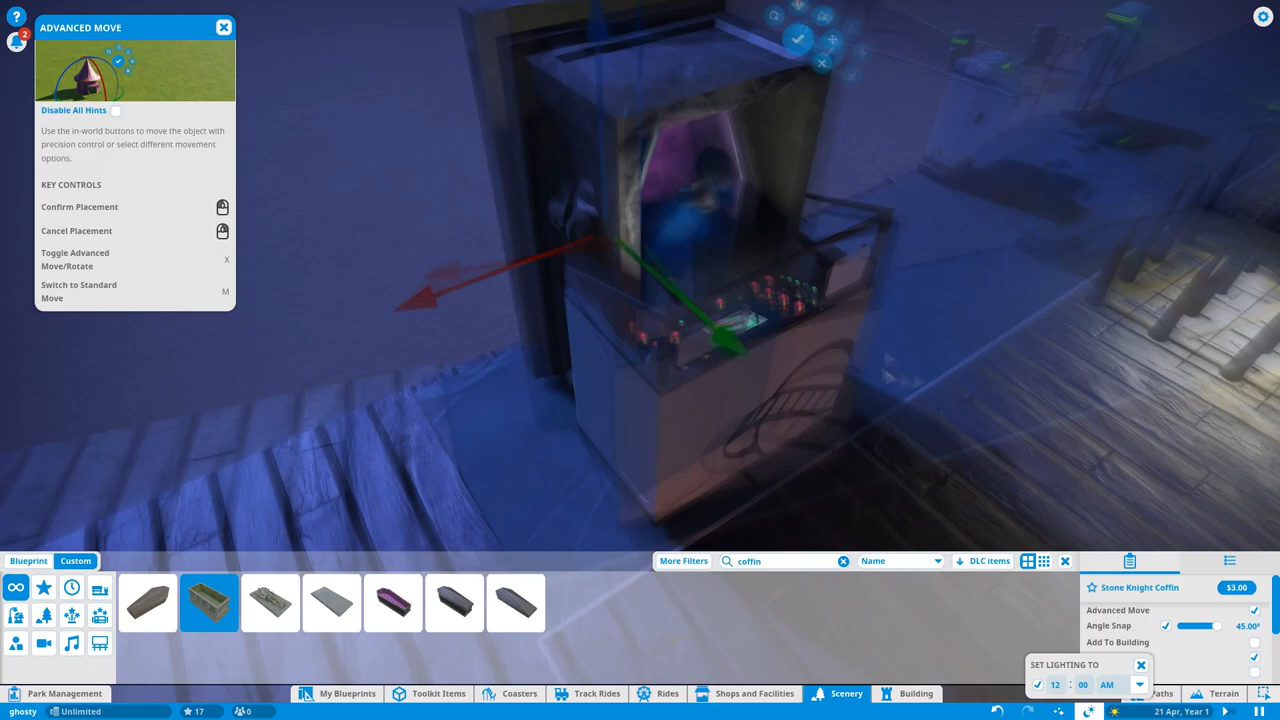 ?
2
ADVANCED MOVE
Disable All Hints
Use the in-world buttons to move the object with
precision control or select different movement
options.
KEY CONTROLS
Confirm Placement
Cancel Placement
Toggle Advanced
Move/Rotate X
Switch to Standard
Move M
Blueprint Custom
More Filters coffin Name DLC items
Stone Knight Coffin $3.00
Advanced Move
Angle Snap 45.00°
Add To Building
SET LIGHTING TO
12 : 00 AM
Park Management My Blueprints Toolkit Items Coasters Track Rides Rides Shops and Facilities Scenery Building Paths Terrain
ghosty Unlimited 17 0 21 Apr, Year 1